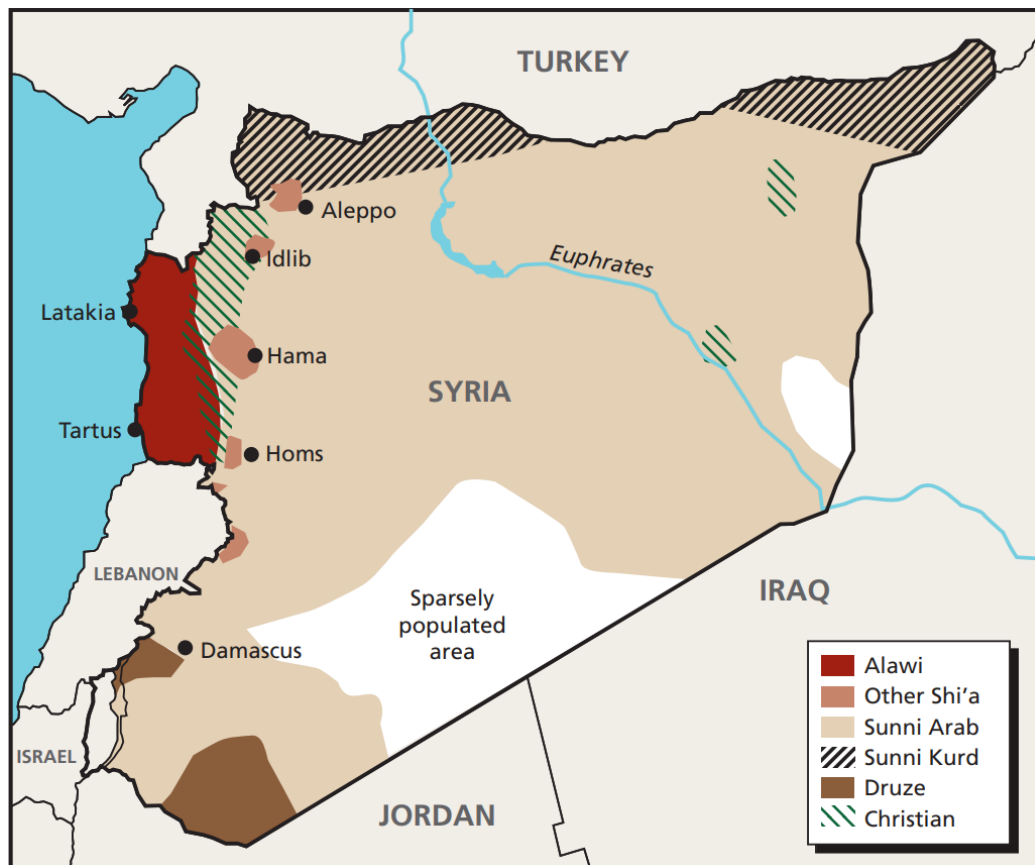 TURKEY
Aleppo
Idlib
Euphrates
Latakia
Hama
SYRIA
Tartus
Homs
LEBANON
IRAQ
Sparsely
populated
area
Damascus
ISRAEL
JORDAN
Alawi
Other Shi’a
Sunni Arab
Sunni Kurd
Druze
Christian